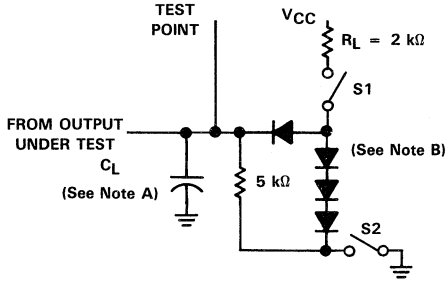 TEST
POINT
VCC
RL = 2 kΩ
S1
FROM OUTPUT
UNDER TEST
CL
(See Note A)
5 kΩ
(See Note B)
S2